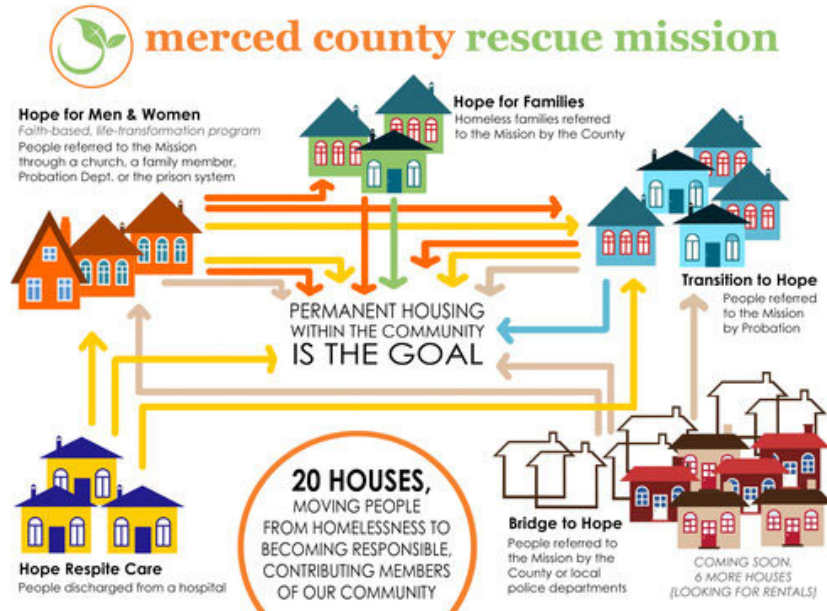 merced county rescue mission
Hope for Men & Women
Faith-based, life-transformation program
People referred to the Mission
through a church, a family member,
Probation Dept. or the prison system
Hope for Families
Homeless families referred
to the Mission by the County
Transition to Hope
People referred
to the Mission
by Probation
PERMANENT HOUSING
WITHIN THE COMMUNITY
IS THE GOAL
Hope Respite Care
People discharged from a hospital
20 HOUSES,
MOVING PEOPLE
FROM HOMELESSNESS TO
BECOMING RESPONSIBLE,
CONTRIBUTING MEMBERS
OF OUR COMMUNITY
Bridge to Hope
People referred to
the Mission by the
County or local
police departments
COMING SOON,
6 MORE HOUSES
(LOOKING FOR RENTALS)